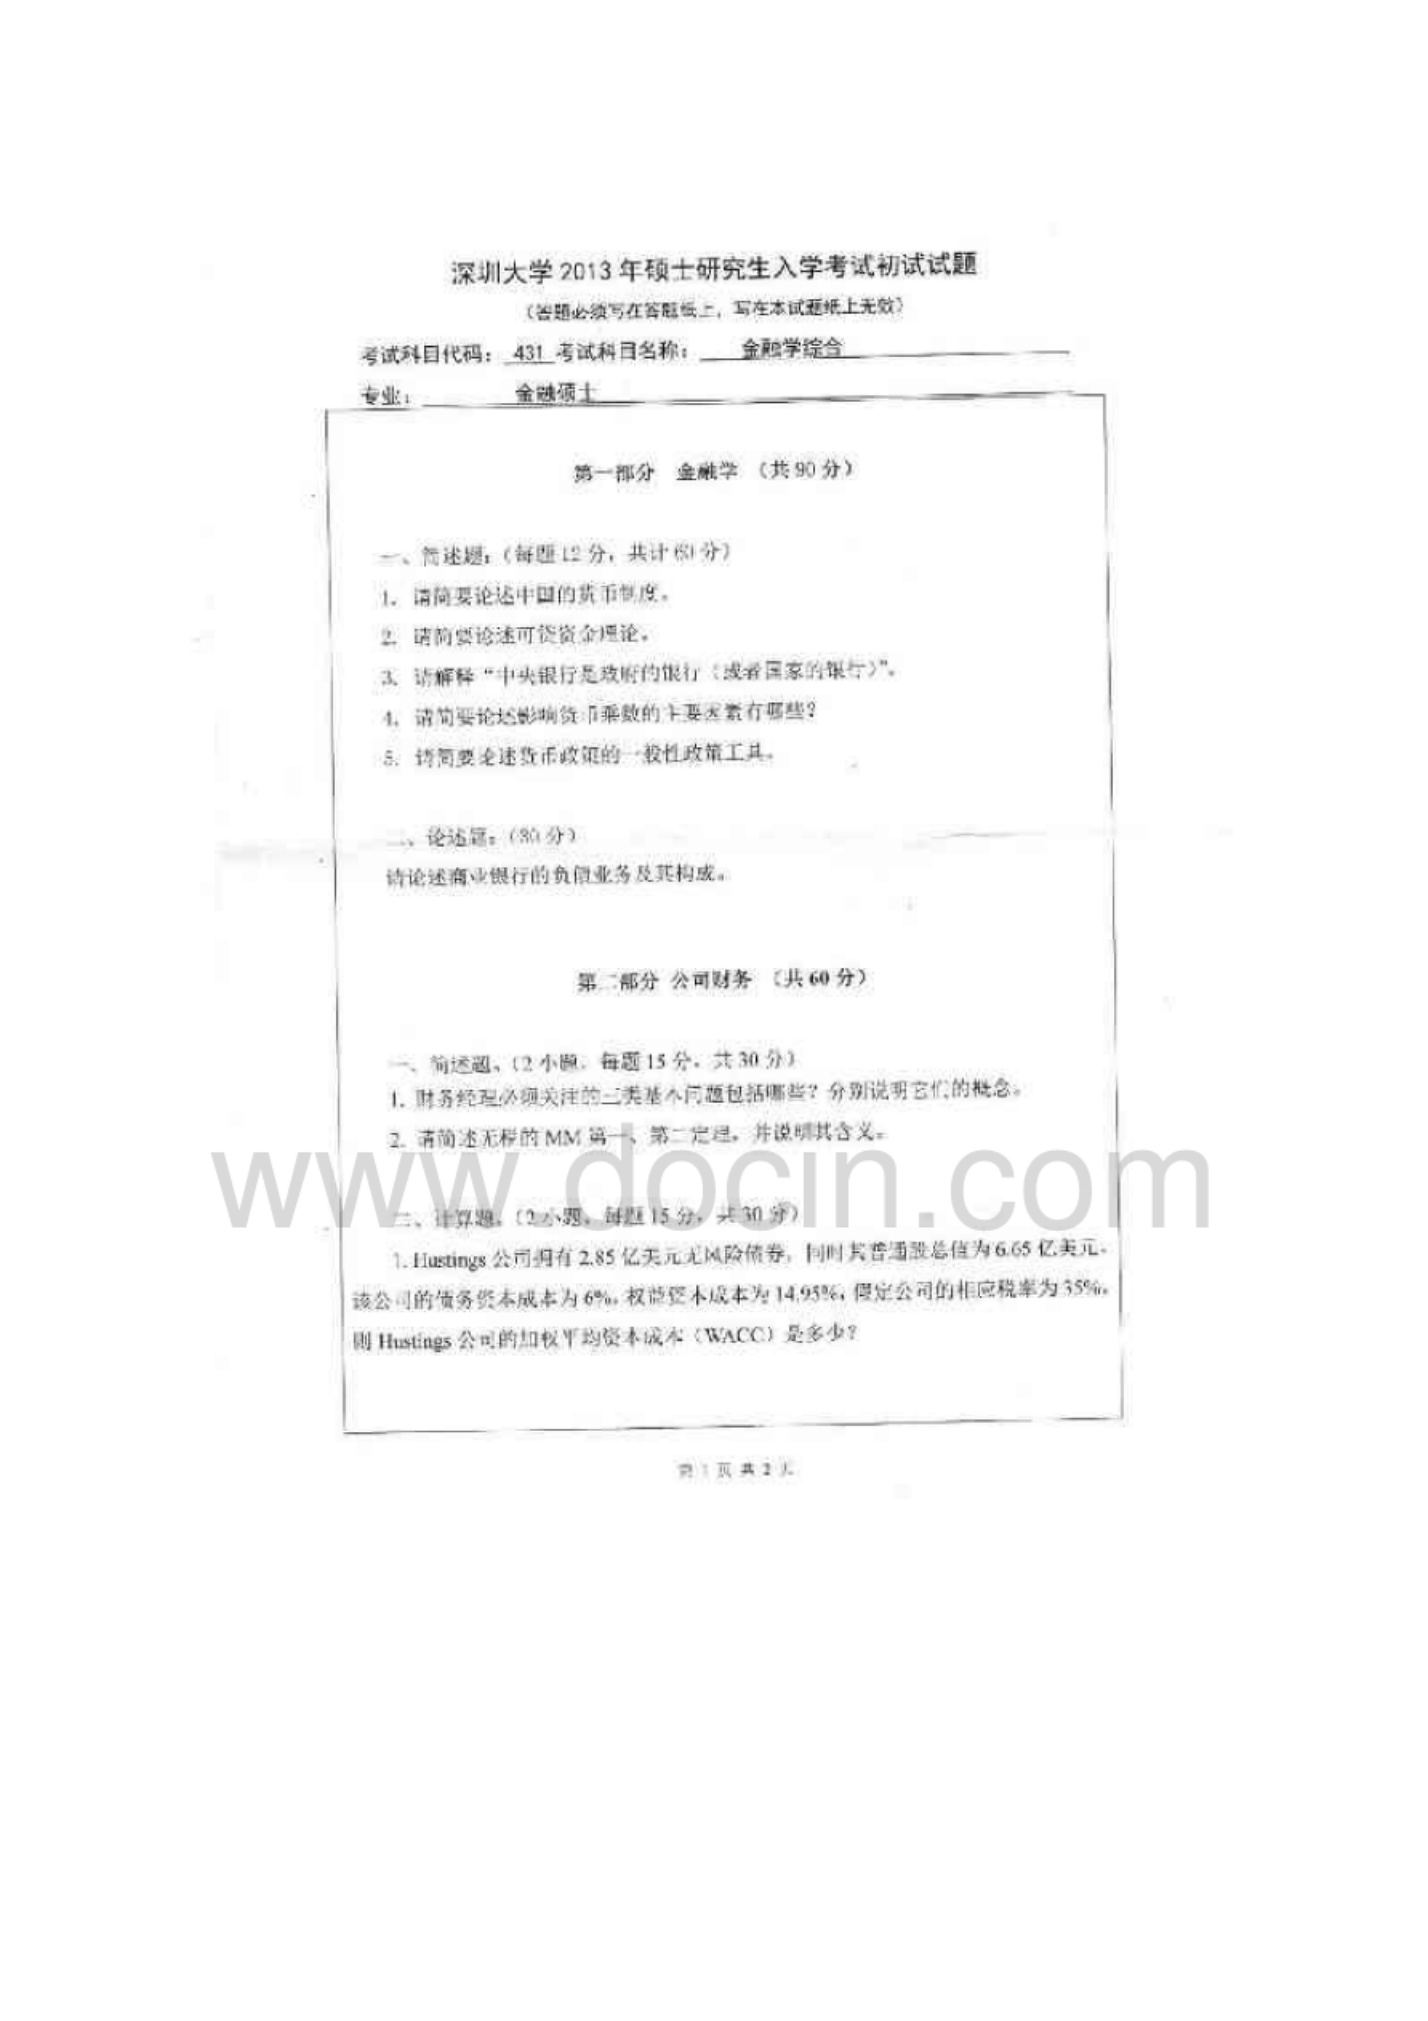 深圳大学2013年硕士研究生入学考试初试试题
（答题必须写在答题纸上，写在本试题纸上无效）
考试科目代码：431 考试科目名称：金融学综合
专业：金融硕士
第一部分 金融学 （共90分）
一、简述题：（每题12分，共计60分）
1. 请简要论述中国的货币制度。
2. 请简要论述可贷资金理论。
3. 请解释“中央银行是政府的银行（或者国家的银行）”。
4. 请简要论述影响货币乘数的主要因素有哪些？
5. 请简要论述货币政策的一般性政策工具。
二、论述题：（30分）
请论述商业银行的负债业务及其构成。
第二部分 公司财务 （共60分）
一、简述题。（2小题，每题15分，共30分）
1. 财务经理必须关注的三类基本问题包括哪些？分别说明它们的概念。
2. 请简述无税的MM第一、第二定理，并说明其含义。
www.docin.com
二、计算题。（2小题，每题15分，共30分）
1. Hustings公司拥有2.85亿美元无风险债券，同时其普通股总值为6.65亿美元。
该公司的债务资本成本为6%，权益资本成本为14.95%，假定公司的相应税率为35%。
则Hustings公司的加权平均资本成本（WACC）是多少？
第1页 共2页